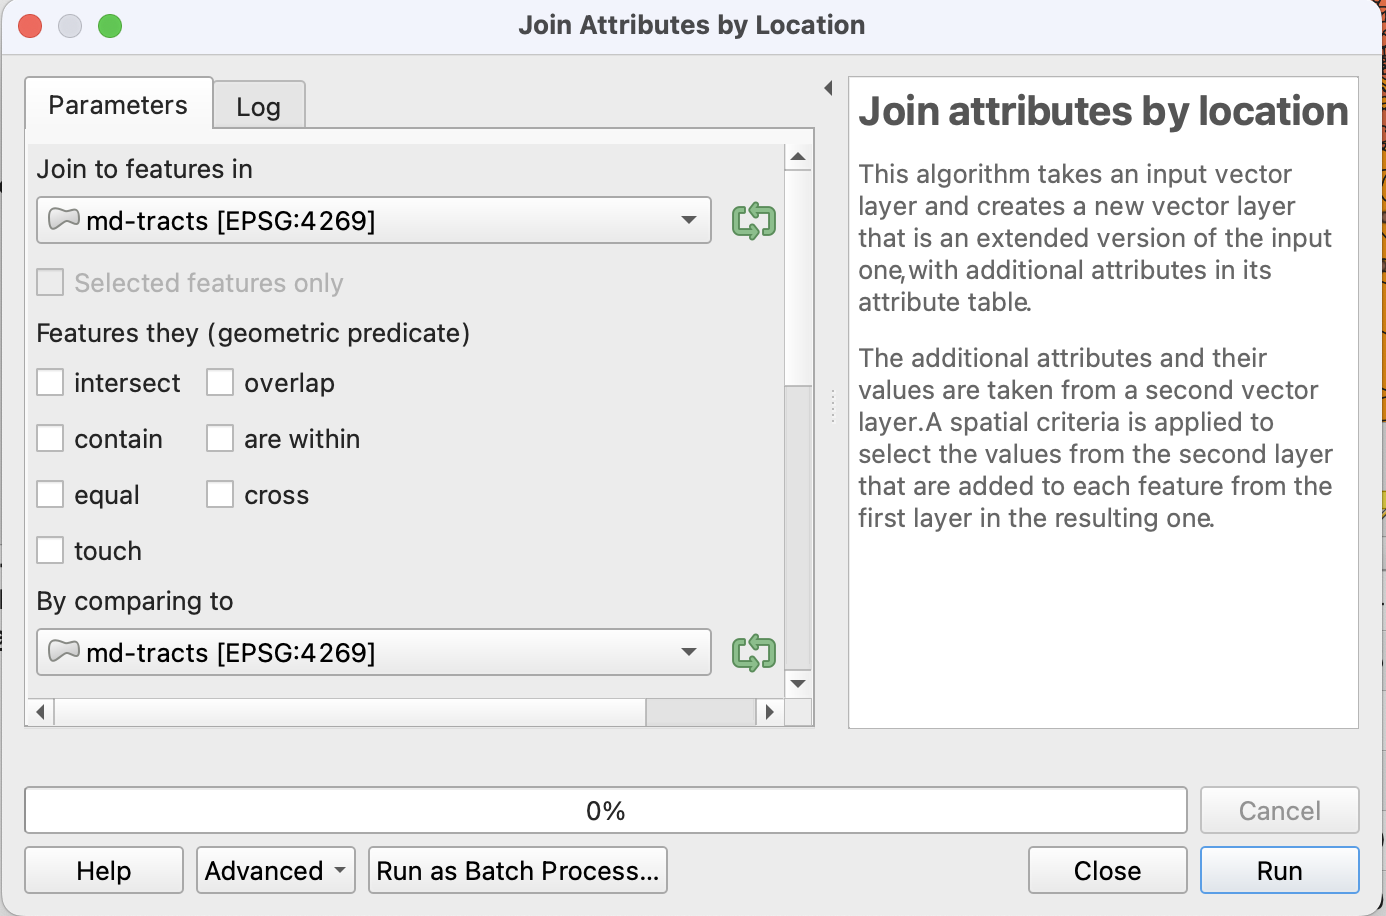 Join Attributes by Location
Parameters
Log
Join to features in
md-tracts [EPSG:4269]
Selected features only
Features they (geometric predicate)
intersect overlap
contain are within
equal cross
touch
By comparing to
md-tracts [EPSG:4269]
Join attributes by location
This algorithm takes an input vector
layer and creates a new vector layer
that is an extended version of the input
one,with additional attributes in its
attribute table.
The additional attributes and their
values are taken from a second vector
layer.A spatial criteria is applied to
select the values from the second layer
that are added to each feature from the
first layer in the resulting one.
0%
Cancel
Help
Advanced
Run as Batch Process...
Close
Run